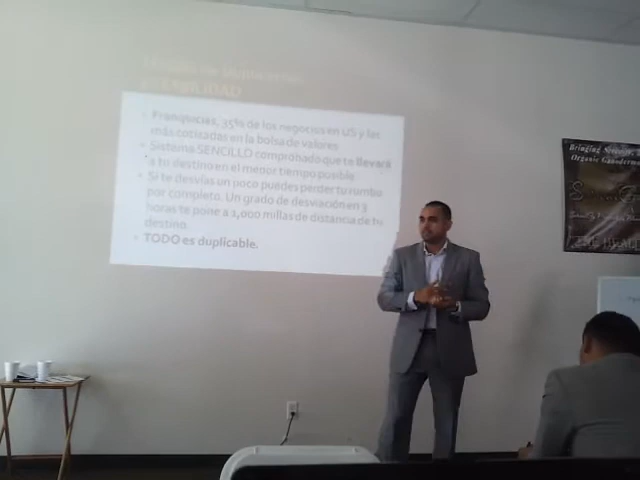 Franquicias, 35% de los negocios en US y las
más cotizadas en la bolsa de valores
Sistema SENCILLO comprobado que te llevará
a tu destino en el menor tiempo posible
Si te desvías un poco puedes perder tu rumbo
por completo. Un grado de desviación en 3
horas te pone a 1,000 millas de distancia de tu
destino.
TODO es duplicable.
Bringing
Organic Ganoderma